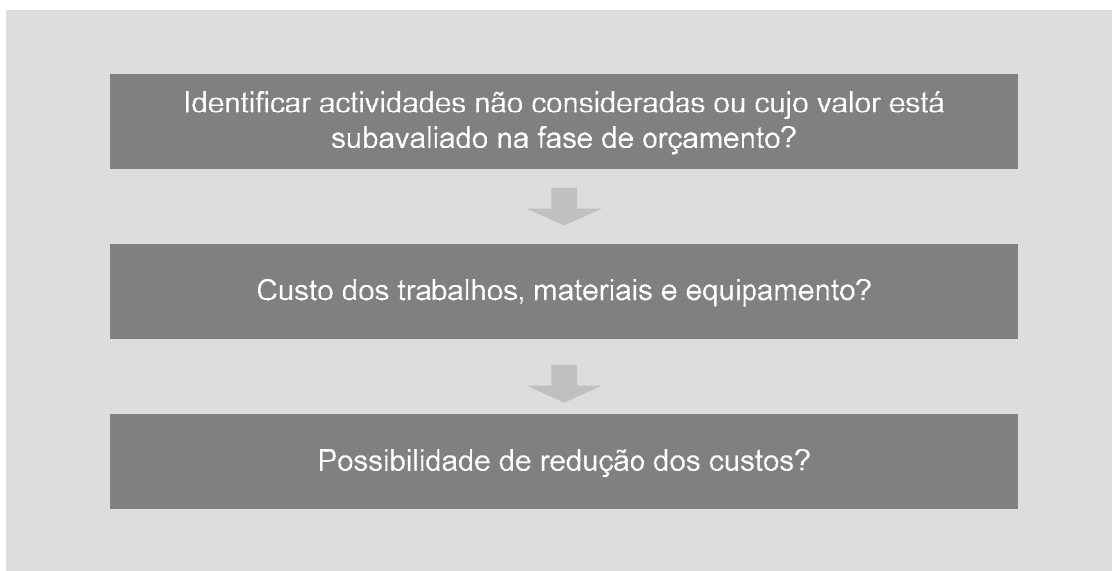 Identificar actividades não consideradas ou cujo valor está
subavaliado na fase de orçamento?
Custo dos trabalhos, materiais e equipamento?
Possibilidade de redução dos custos?